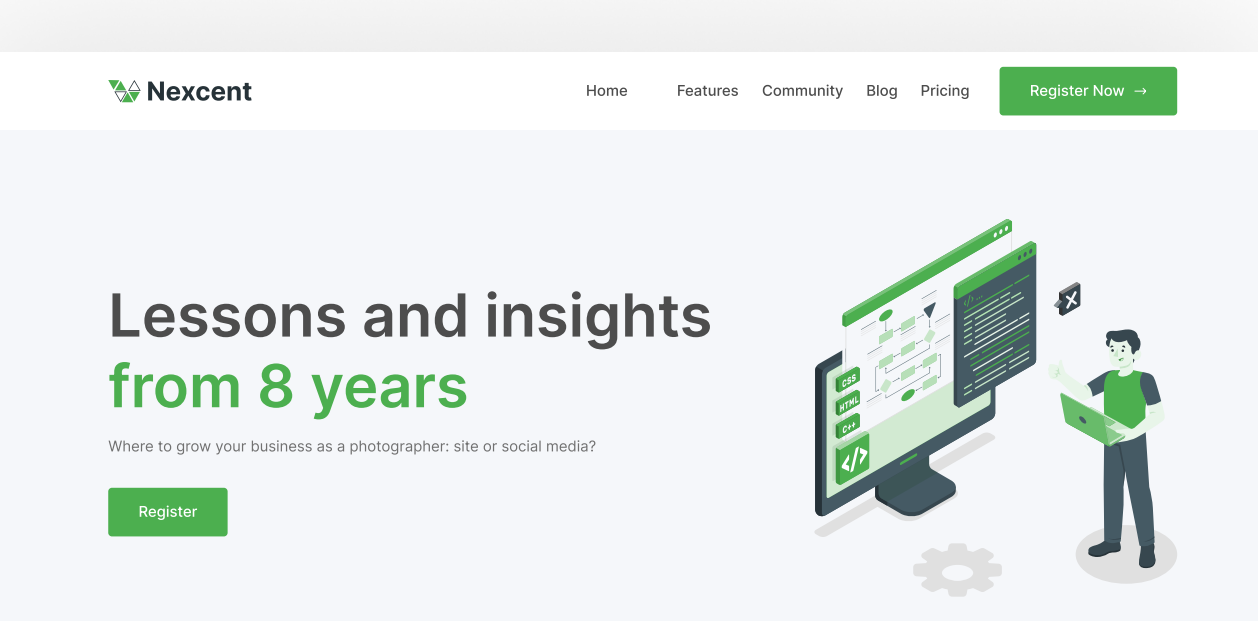 Nexcent
Home Features Community Blog Pricing Register Now →
Lessons and insights
from 8 years
Where to grow your business as a photographer: site or social media?
Register
CSS
HTML
C++
</>